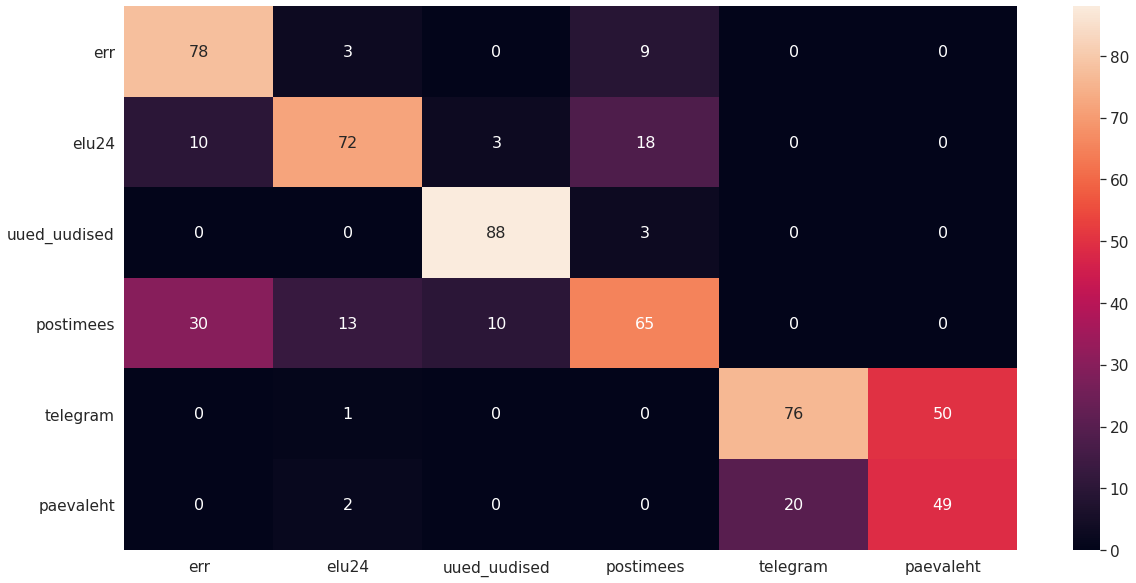 err 78 3 0 9 0 0
elu24 10 72 3 18 0 0
uued_uudised 0 0 88 3 0 0
postimees 30 13 10 65 0 0
telegram 0 1 0 0 76 50
paevaleht 0 2 0 0 20 49
err elu24 uued_uudised postimees telegram paevaleht
80
70
60
50
40
30
20
10
0